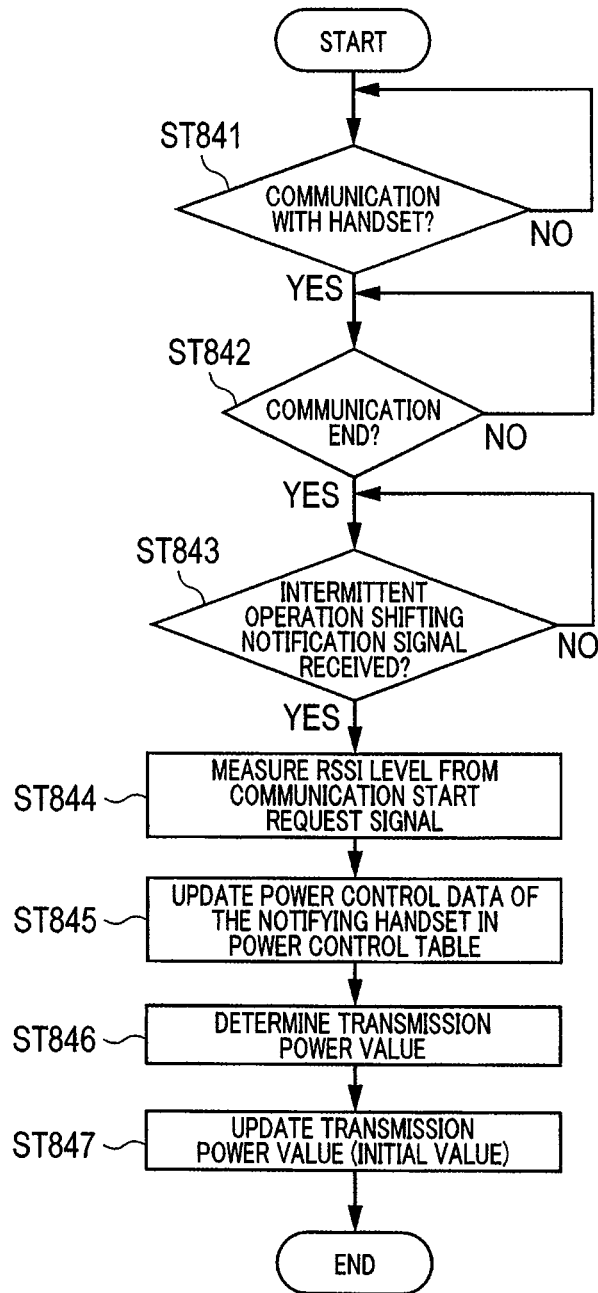 START
ST841
COMMUNICATION
WITH HANDSET?
NO
YES
ST842
COMMUNICATION
END?
NO
YES
ST843
INTERMITTENT
OPERATION SHIFTING
NOTIFICATION SIGNAL
RECEIVED?
NO
YES
ST844
MEASURE RSSI LEVEL FROM
COMMUNICATION START
REQUEST SIGNAL
ST845
UPDATE POWER CONTROL DATA OF
THE NOTIFYING HANDSET IN
POWER CONTROL TABLE
ST846
DETERMINE TRANSMISSION
POWER VALUE
ST847
UPDATE TRANSMISSION
POWER VALUE (INITIAL VALUE)
END